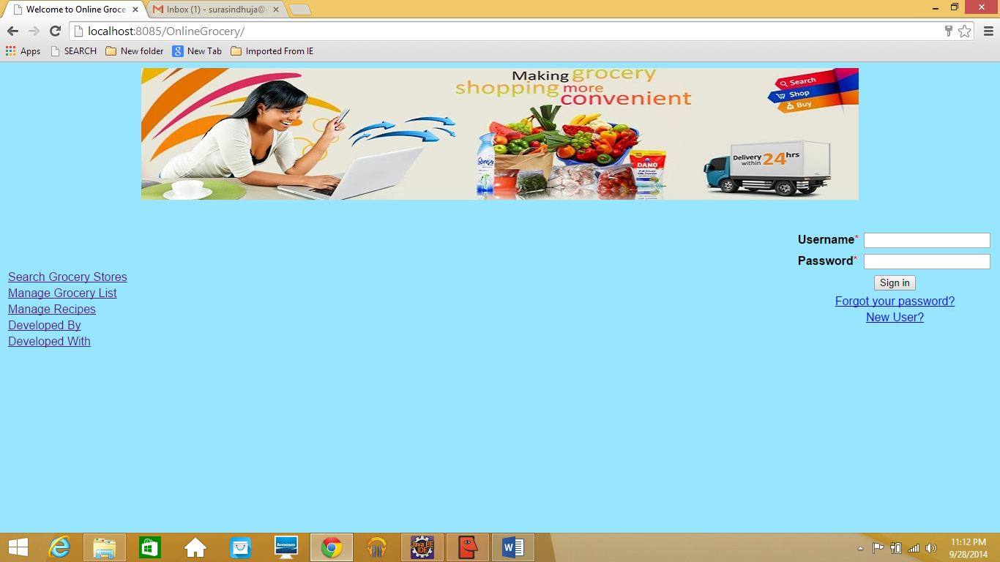 Welcome to Online Groce
Inbox (1) - surasindhuja@
localhost:8085/OnlineGrocery/
Apps
SEARCH
New folder
New Tab
Imported From IE
Making grocery
shopping more
convenient
Search
Shop
Buy
DANO
Delivery
within 24 hrs
Username*
Password*
Sign in
Forgot your password?
New User?
Search Grocery Stores
Manage Grocery List
Manage Recipes
Developed By
Developed With
lenovo
Java EE
IDE
W
11:12 PM
9/28/2014